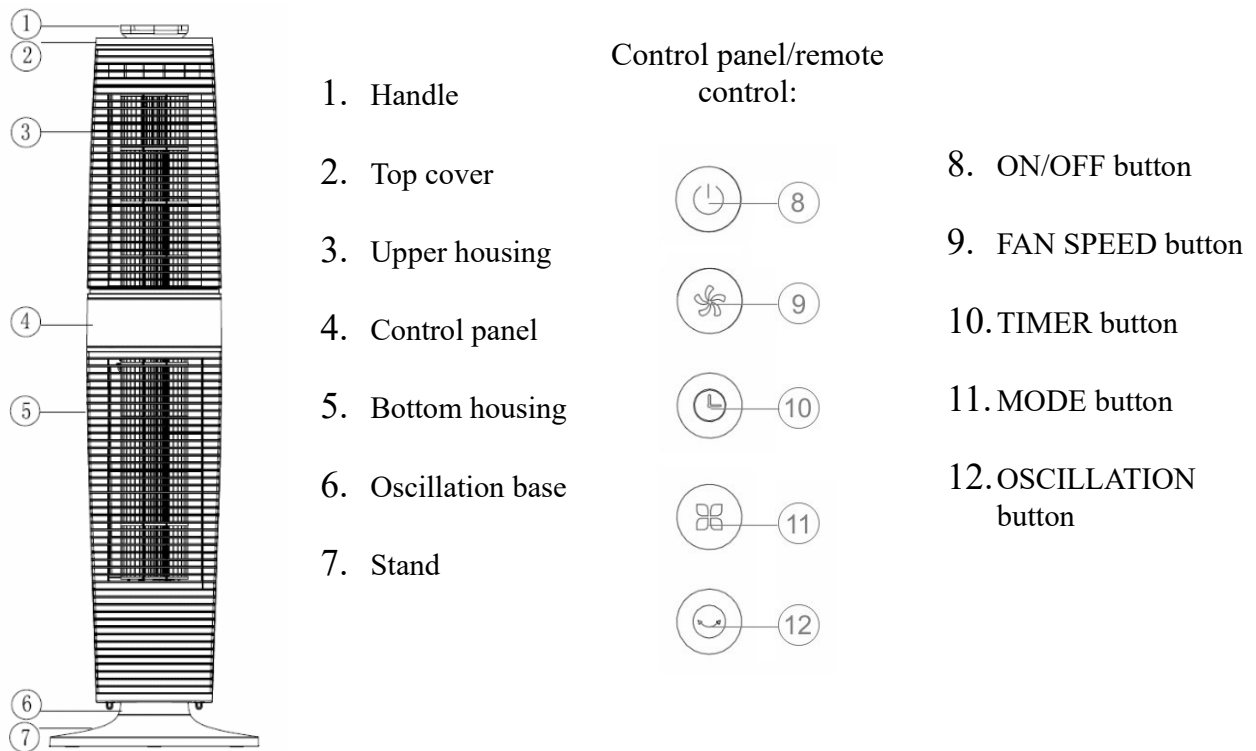 1
2
3
4
5
6
7
1. Handle
2. Top cover
3. Upper housing
4. Control panel
5. Bottom housing
6. Oscillation base
7. Stand
Control panel/remote
control:
8
9
10
11
12
8. ON/OFF button
9. FAN SPEED button
10. TIMER button
11. MODE button
12. OSCILLATION
button